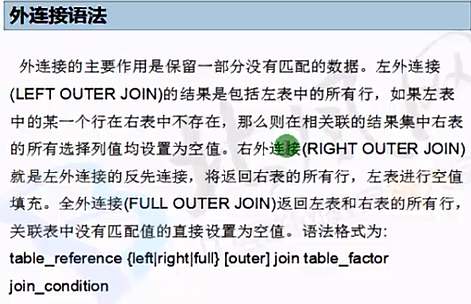 外连接语法
外连接的主要作用是保留一部分没有匹配的数据。左外连接
(LEFT OUTER JOIN)的结果是包括左表中的所有行，如果左表
中的某一个行在右表中不存在，那么则在相关联的结果集中右表
的所有选择列值均设置为空值。右外连接(RIGHT OUTER JOIN)
就是左外连接的反先连接，将返回右表的所有行，左表进行空值
填充。全外连接(FULL OUTER JOIN)返回左表和右表的所有行，
关联表中没有匹配值的直接设置为空值。语法格式为:
table_reference {left|right|full} [outer] join table_factor
join_condition